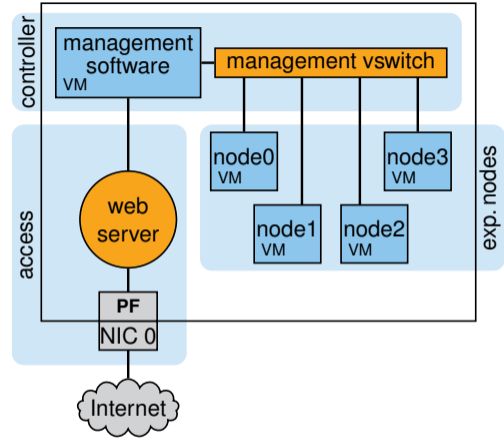 controller
management
software
VM
management vswitch
node0
VM
node3
VM
node1
VM
node2
VM
exp. nodes
access
web
server
PF
NIC 0
Internet